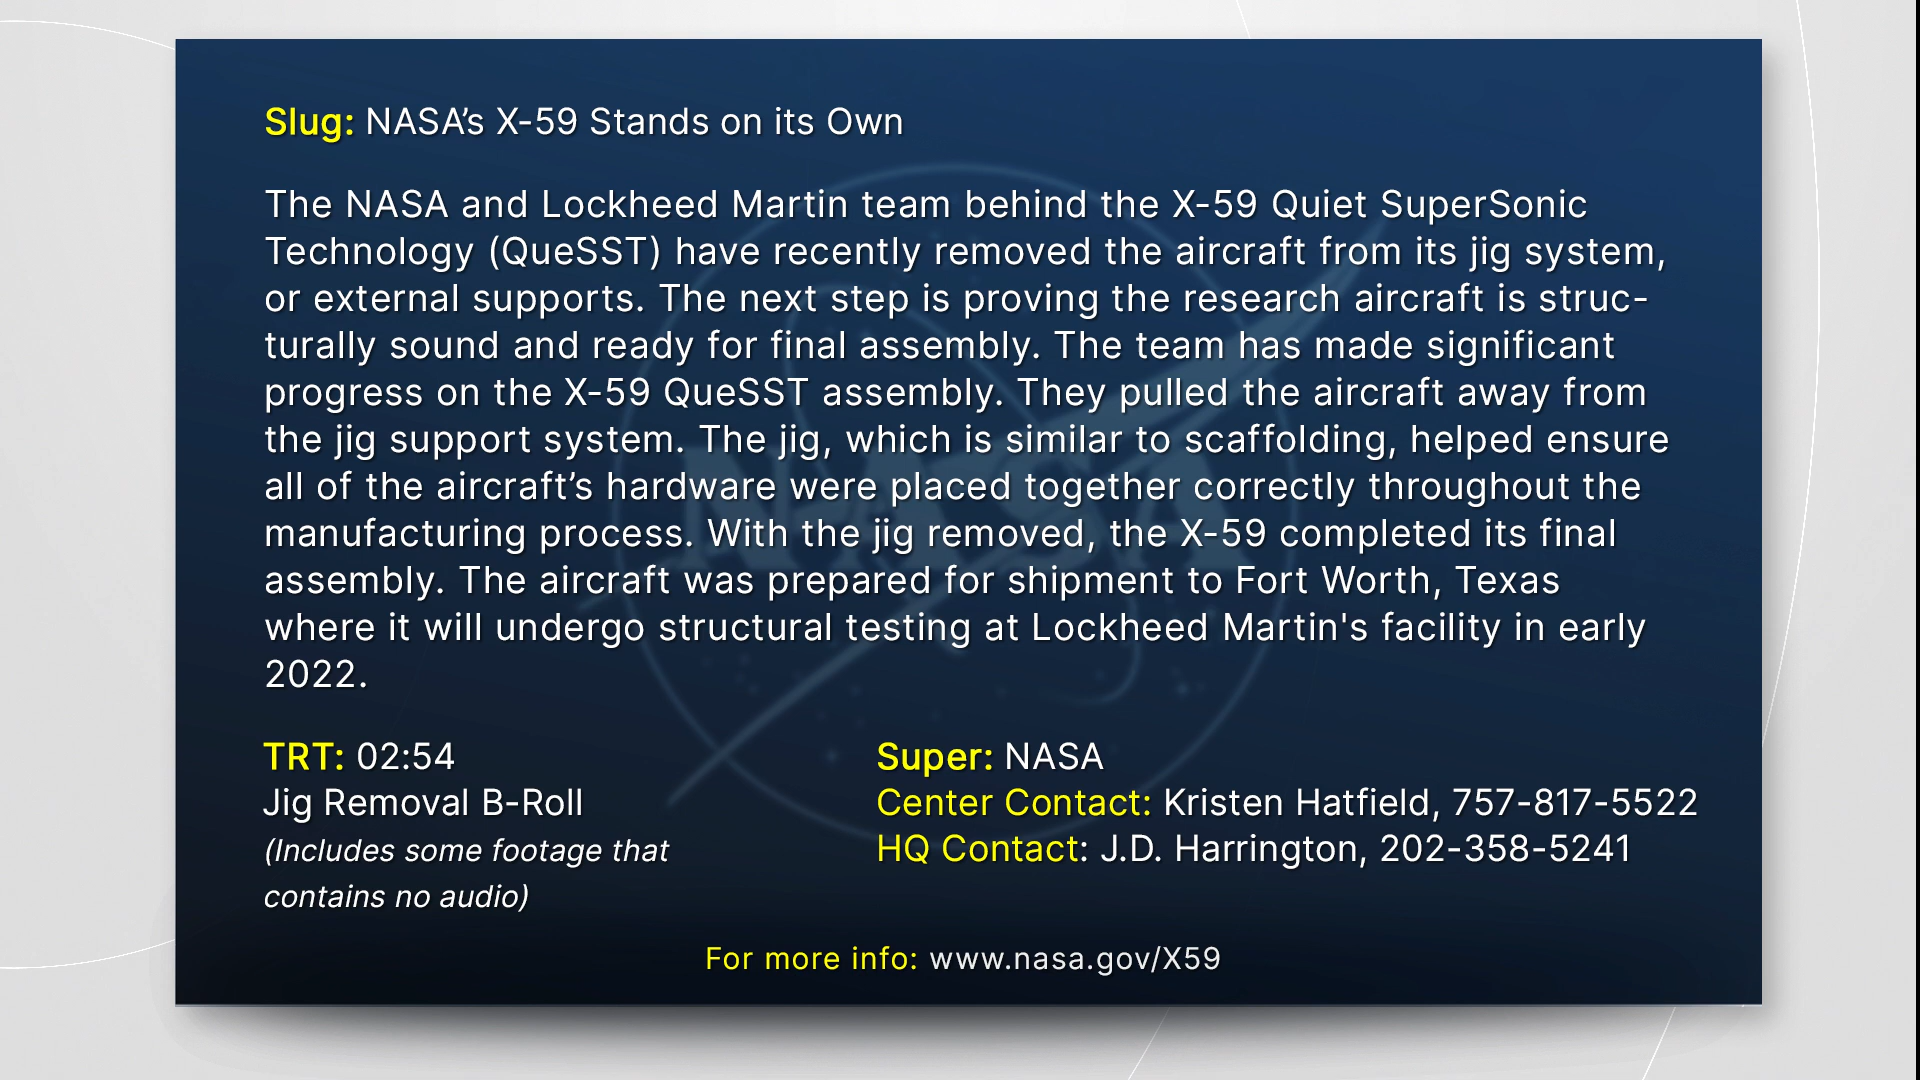 Slug: NASA’s X-59 Stands on its Own
The NASA and Lockheed Martin team behind the X-59 Quiet SuperSonic
Technology (QueSST) have recently removed the aircraft from its jig system,
or external supports. The next step is proving the research aircraft is struc-
turally sound and ready for final assembly. The team has made significant
progress on the X-59 QueSST assembly. They pulled the aircraft away from
the jig support system. The jig, which is similar to scaffolding, helped ensure
all of the aircraft’s hardware were placed together correctly throughout the
manufacturing process. With the jig removed, the X-59 completed its final
assembly. The aircraft was prepared for shipment to Fort Worth, Texas
where it will undergo structural testing at Lockheed Martin's facility in early
2022.
TRT: 02:54
Jig Removal B-Roll
(Includes some footage that
contains no audio)
Super: NASA
Center Contact: Kristen Hatfield, 757-817-5522
HQ Contact: J.D. Harrington, 202-358-5241
For more info: www.nasa.gov/X59
NASA